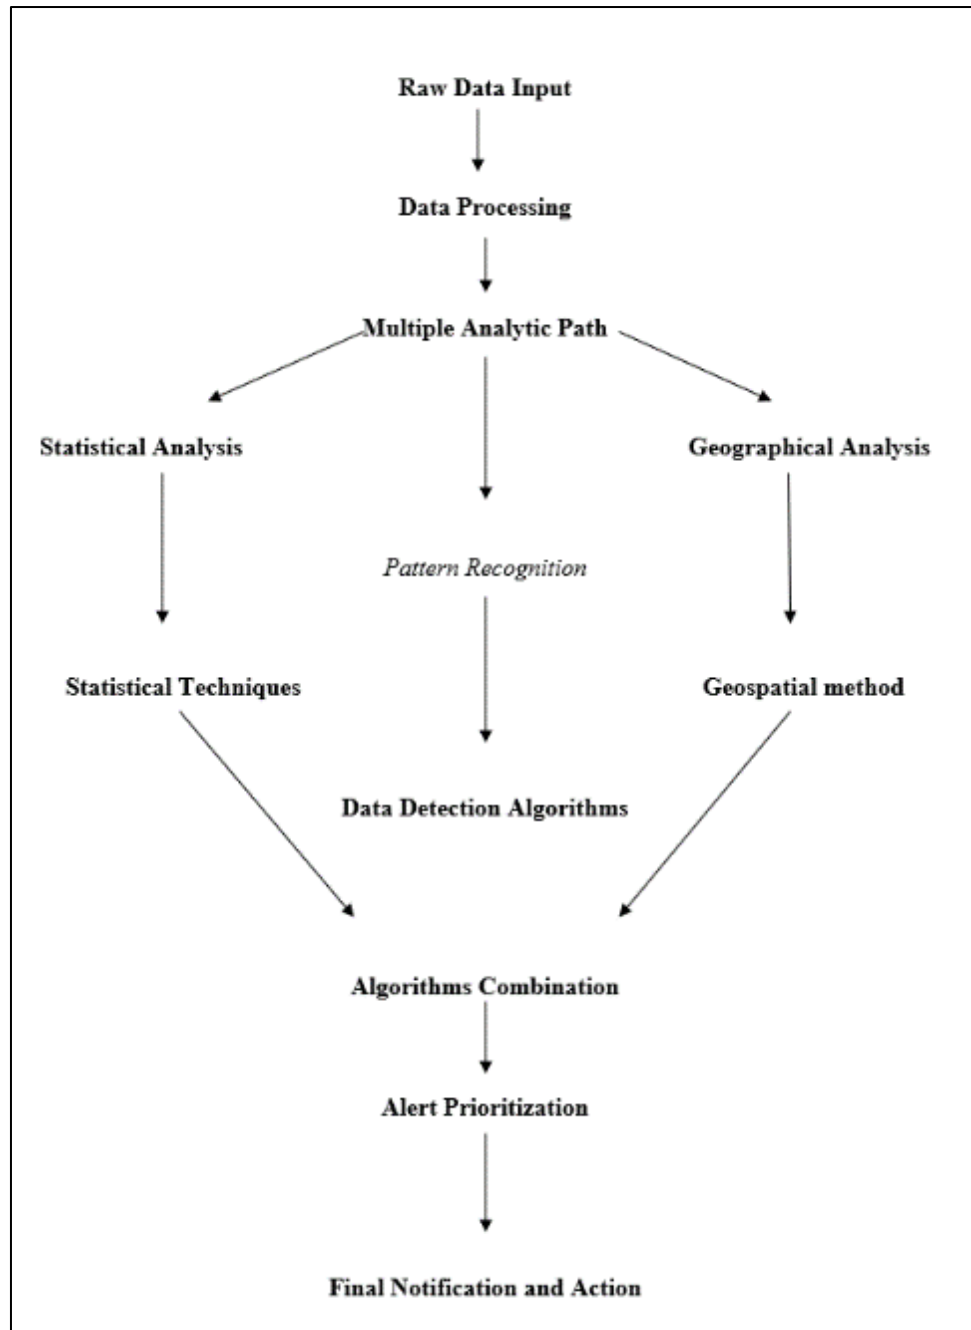 Raw Data Input
Data Processing
Multiple Analytic Path
Statistical Analysis
Geographical Analysis
Pattern Recognition
Statistical Techniques
Geospatial method
Data Detection Algorithms
Algorithms Combination
Alert Prioritization
Final Notification and Action